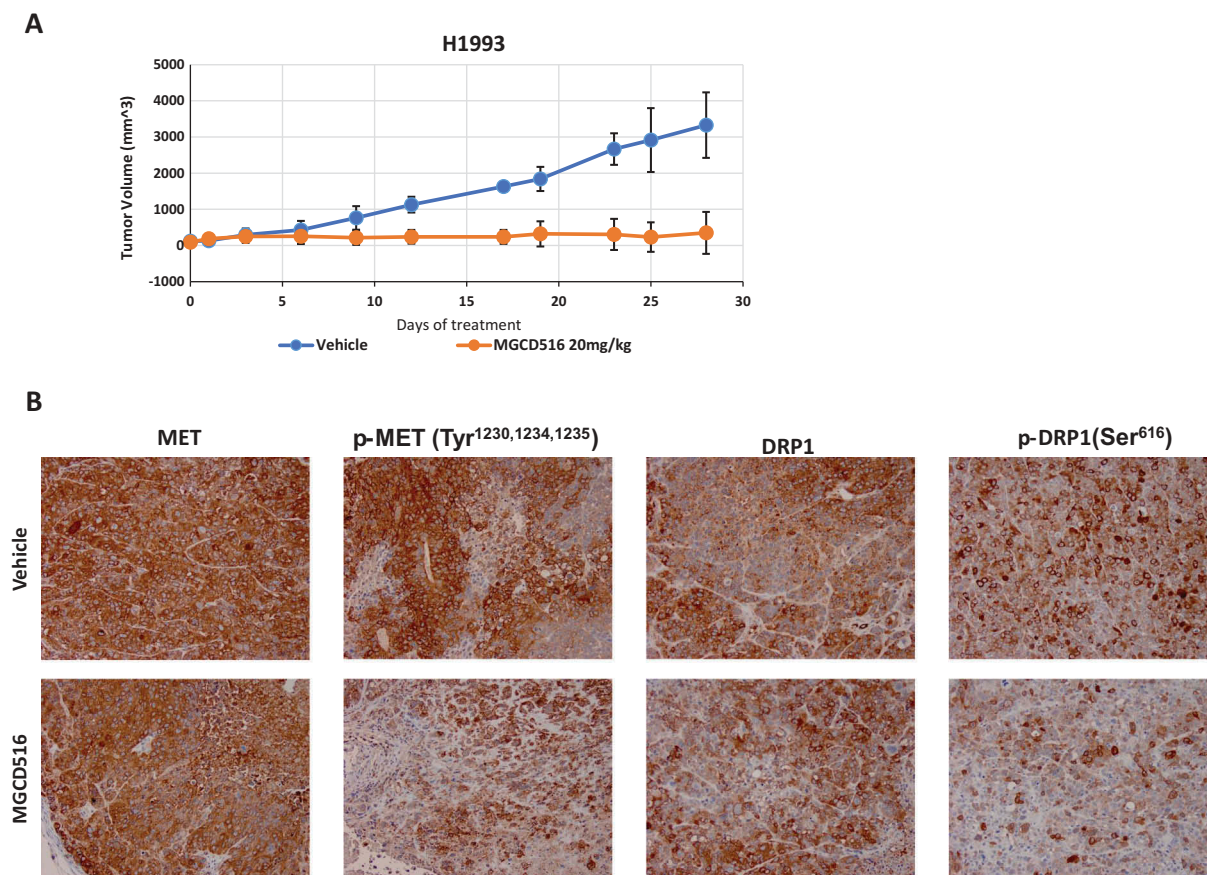 A
H1993
5000
4000
3000
2000
1000
0
-1000
Tumor Volume (mm^3)
0 5 10 15 20 25 30
Days of treatment
Vehicle MGCD516 20mg/kg
B
MET p-MET (Tyr1230,1234,1235) DRP1 p-DRP1(Ser616)
Vehicle
MGCD516